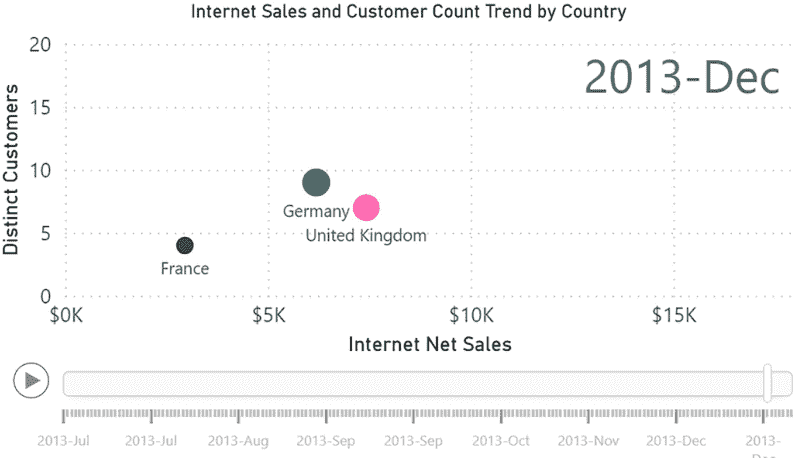 Internet Sales and Customer Count Trend by Country
2013-Dec
Distinct Customers
20
15
10
5
0
Germany
United Kingdom
France
$0K $5K $10K $15K
Internet Net Sales
2013-Jul 2013-Jul 2013-Aug 2013-Sep 2013-Sep 2013-Oct 2013-Nov 2013-Dec 2013-